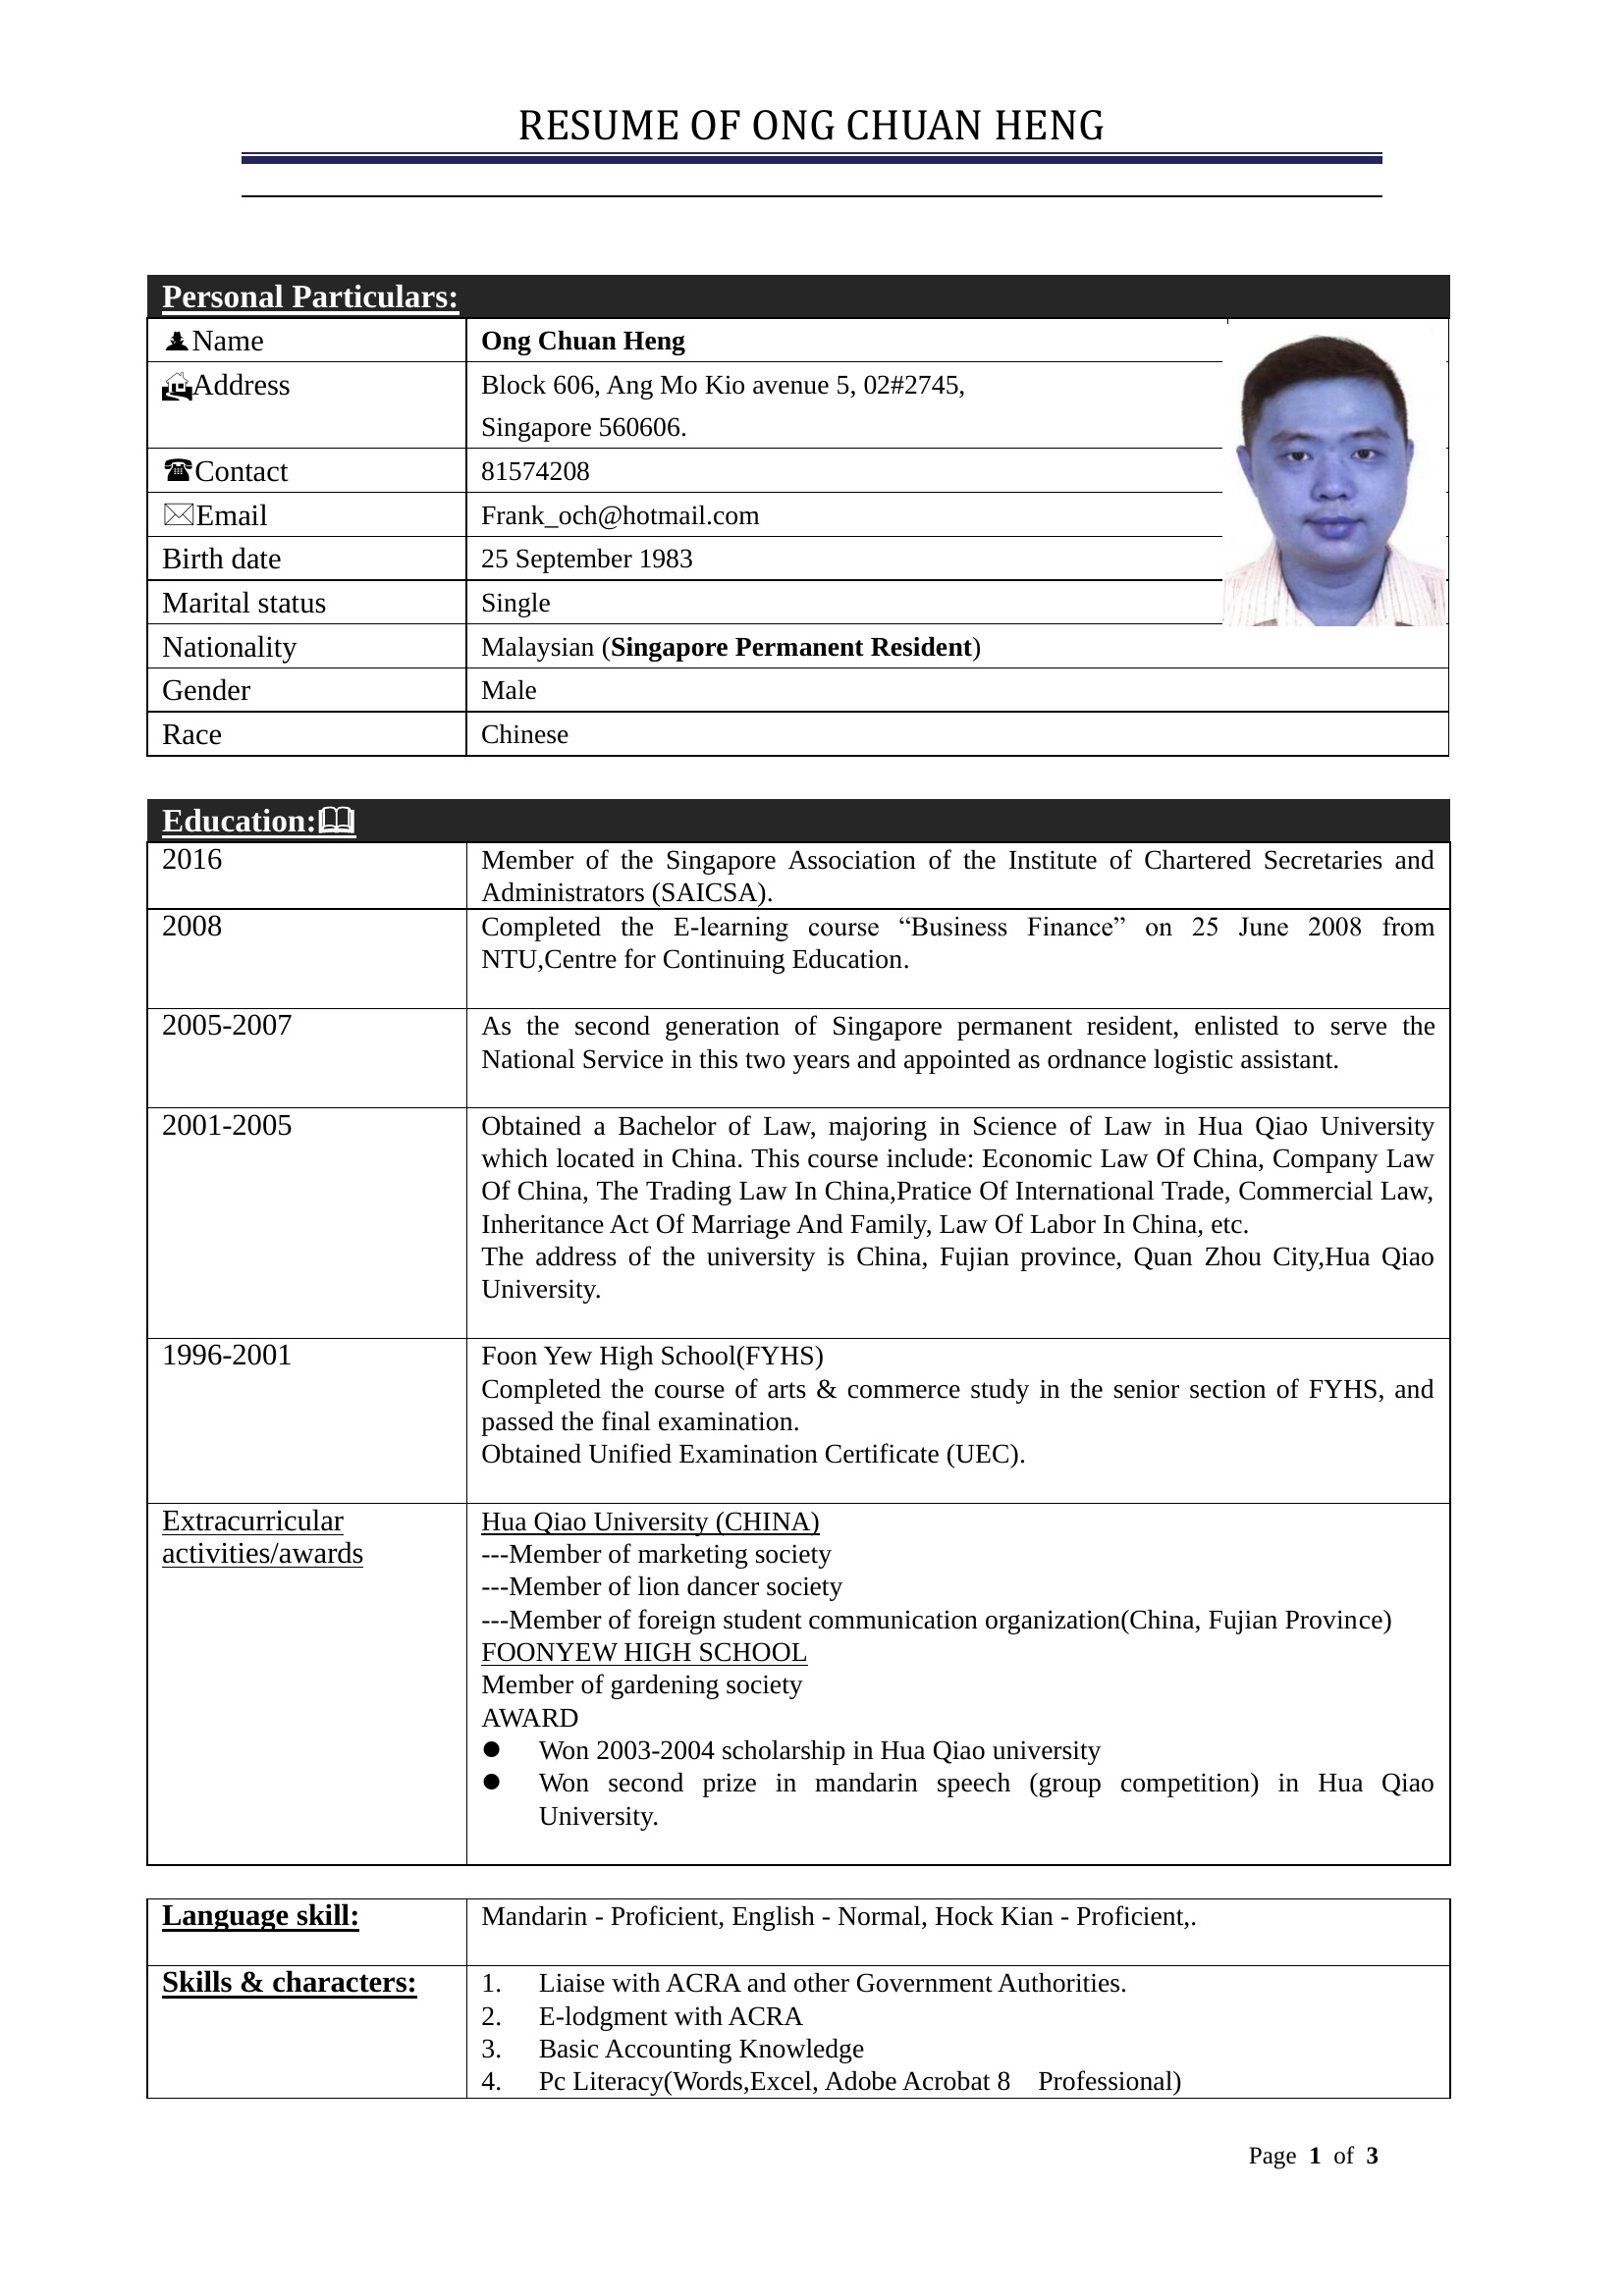 RESUME OF ONG CHUAN HENG
Personal Particulars:
Name
Ong Chuan Heng
Address
Block 606, Ang Mo Kio avenue 5, 02#2745,
Singapore 560606.
Contact
81574208
Email
Frank_och@hotmail.com
Birth date
25 September 1983
Marital status
Single
Nationality
Malaysian (Singapore Permanent Resident)
Gender
Male
Race
Chinese
Education:
2016
Member of the Singapore Association of the Institute of Chartered Secretaries and
Administrators (SAICSA).
2008
Completed the E-learning course “Business Finance” on 25 June 2008 from
NTU,Centre for Continuing Education.
2005-2007
As the second generation of Singapore permanent resident, enlisted to serve the
National Service in this two years and appointed as ordnance logistic assistant.
2001-2005
Obtained a Bachelor of Law, majoring in Science of Law in Hua Qiao University
which located in China. This course include: Economic Law Of China, Company Law
Of China, The Trading Law In China,Pratice Of International Trade, Commercial Law,
Inheritance Act Of Marriage And Family, Law Of Labor In China, etc.
The address of the university is China, Fujian province, Quan Zhou City,Hua Qiao
University.
1996-2001
Foon Yew High School(FYHS)
Completed the course of arts & commerce study in the senior section of FYHS, and
passed the final examination.
Obtained Unified Examination Certificate (UEC).
Extracurricular
activities/awards
Hua Qiao University (CHINA)
---Member of marketing society
---Member of lion dancer society
---Member of foreign student communication organization(China, Fujian Province)
FOONYEW HIGH SCHOOL
Member of gardening society
AWARD
● Won 2003-2004 scholarship in Hua Qiao university
● Won second prize in mandarin speech (group competition) in Hua Qiao
University.
Language skill:
Mandarin - Proficient, English - Normal, Hock Kian - Proficient,.
Skills & characters:
1. Liaise with ACRA and other Government Authorities.
2. E-lodgment with ACRA
3. Basic Accounting Knowledge
4. Pc Literacy(Words,Excel, Adobe Acrobat 8 Professional)
Page 1 of 3